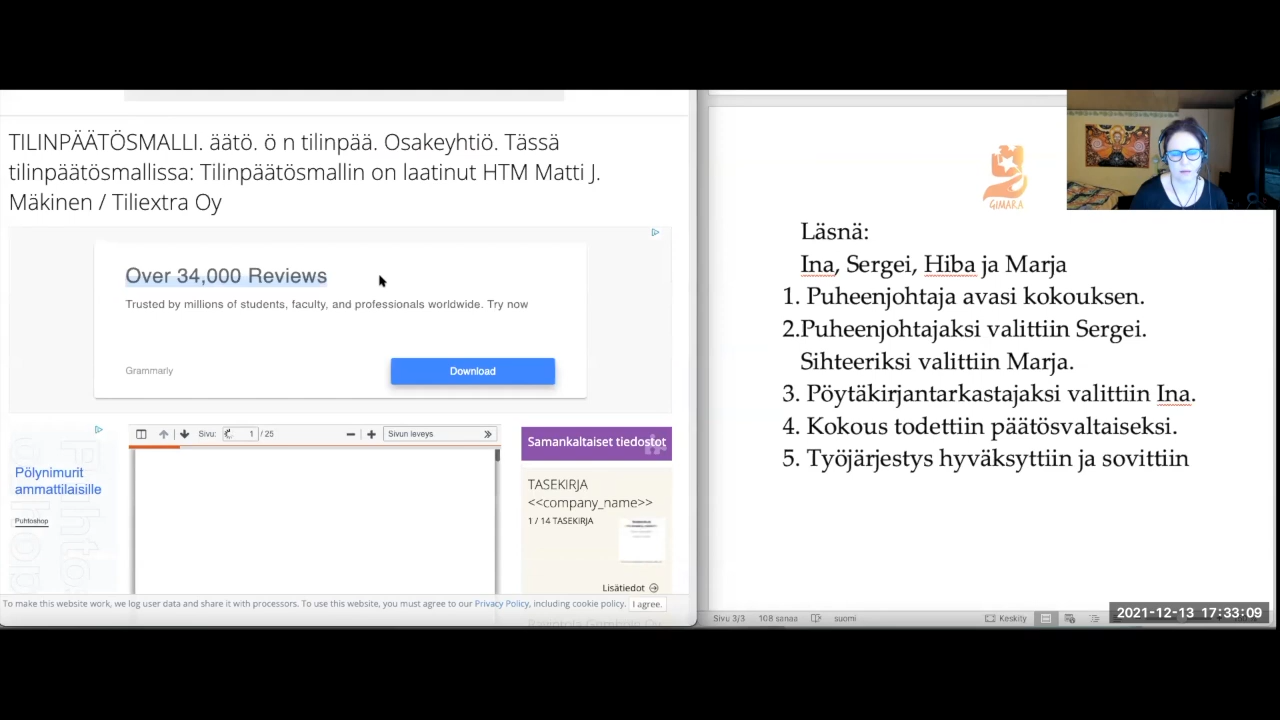 TILINPÄÄTÖSMALLI. äätö. ö n tilinpää. Osakeyhtiö. Tässä
tilinpäätösmallissa: Tilinpäätösmallin on laatinut HTM Matti J.
Mäkinen / Tiliextra Oy
Over 34,000 Reviews
Trusted by millions of students, faculty, and professionals worldwide. Try now
Grammarly
Download
Pölynimurit
ammattilaisille
Puhtoshop
Sivu:
1 / 25
Sivun leveys
Samankaltaiset tiedostot
TASEKIRJA
<<company_name>>
1 / 14 TASEKIRJA
Lisätiedot
To make this website work, we log user data and share it with processors. To use this website, you must agree to our Privacy Policy, including cookie policy.
I agree.
GIMARA
Läsnä:
Ina, Sergei, Hiba ja Marja
1. Puheenjohtaja avasi kokouksen.
2.Puheenjohtajaksi valittiin Sergei.
Sihteeriksi valittiin Marja.
3. Pöytäkirjantarkastajaksi valittiin Ina.
4. Kokous todettiin päätösvaltaiseksi.
5. Työjärjestys hyväksyttiin ja sovittiin
Sivu 3/3
108 sanaa
suomi
Keskity
2021-12-13 17:33:09